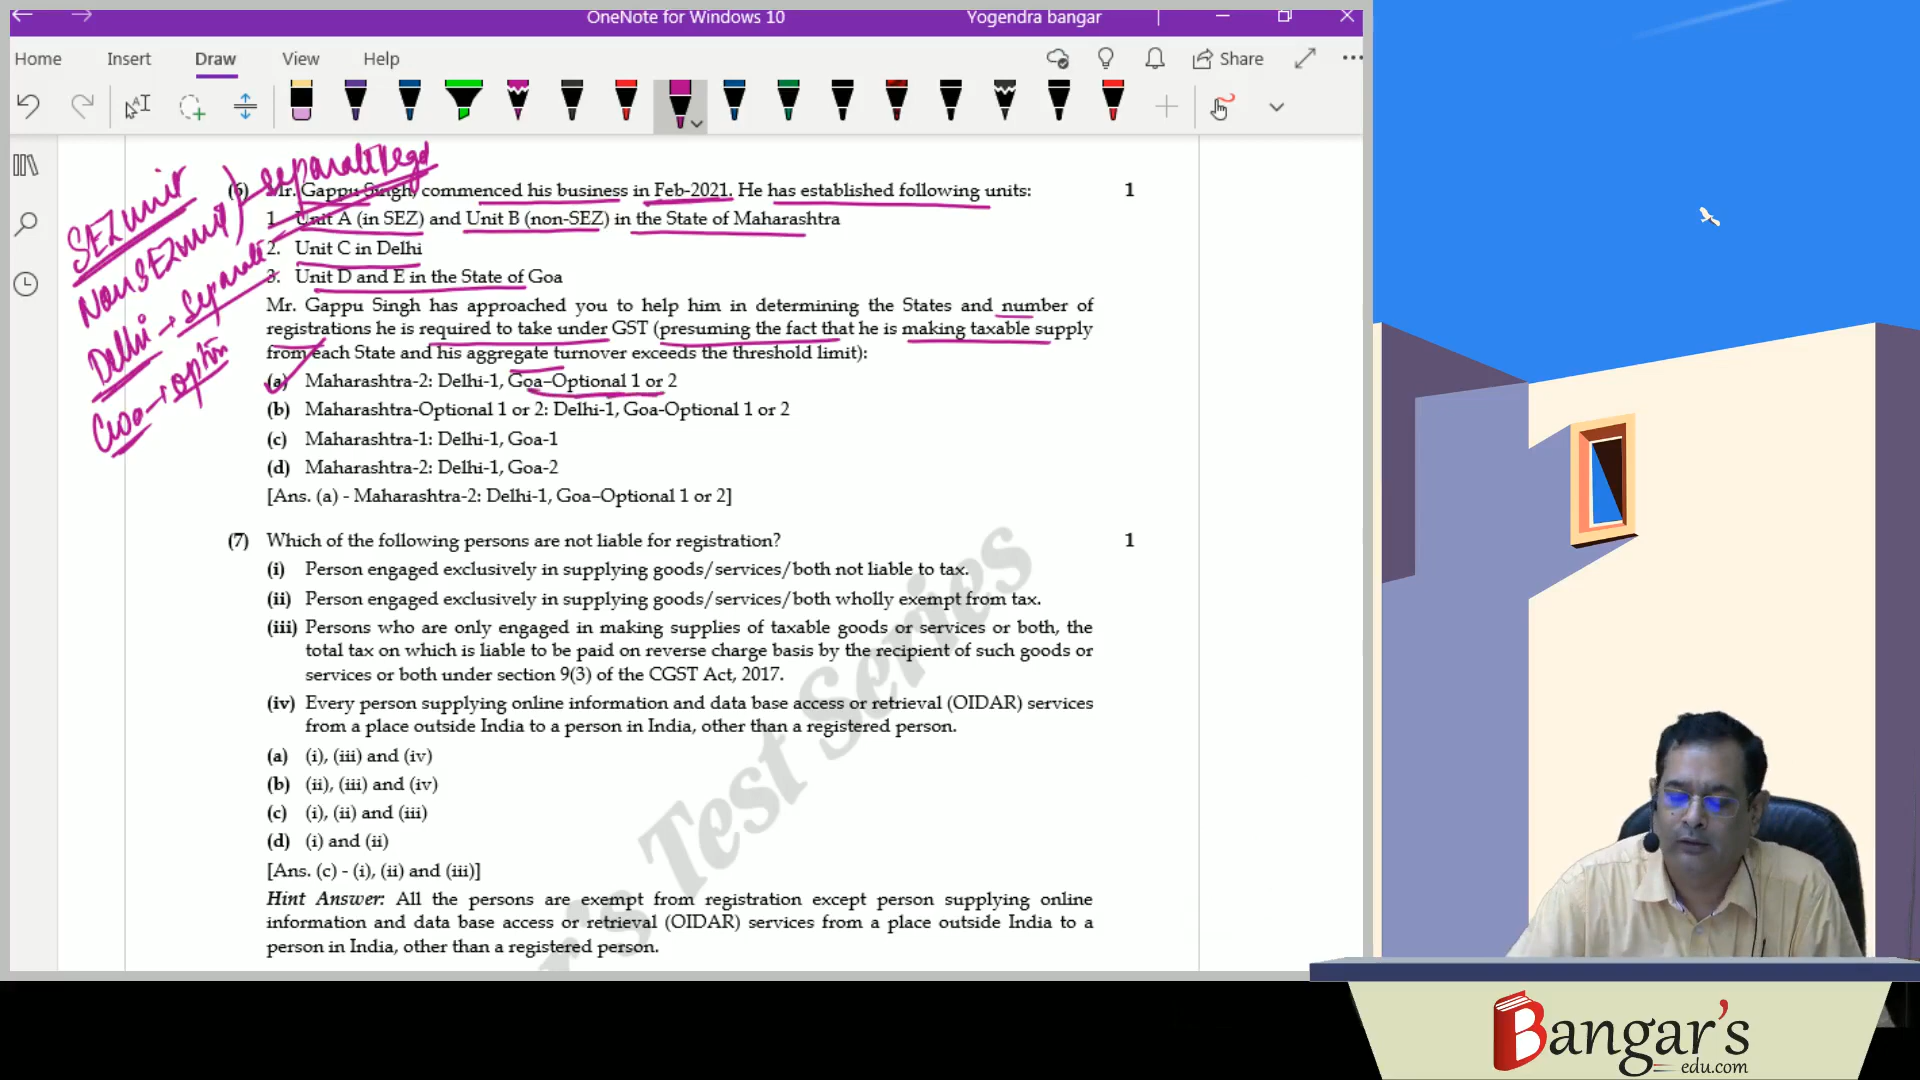 OneNote for Windows 10
Yogendra bangar
Home Insert Draw View Help
Share
SEZ unit
Non SEZ unit
separate regd
Delhi → separate
Goa → option
(6) Mr. Gappu Singh, commenced his business in Feb-2021. He has established following units: 1
1. Unit A (in SEZ) and Unit B (non-SEZ) in the State of Maharashtra
2. Unit C in Delhi
3. Unit D and E in the State of Goa
Mr. Gappu Singh has approached you to help him in determining the States and number of
registrations he is required to take under GST (presuming the fact that he is making taxable supply
from each State and his aggregate turnover exceeds the threshold limit):
(a) Maharashtra-2: Delhi-1, Goa–Optional 1 or 2
(b) Maharashtra-Optional 1 or 2: Delhi-1, Goa-Optional 1 or 2
(c) Maharashtra-1: Delhi-1, Goa-1
(d) Maharashtra-2: Delhi-1, Goa-2
[Ans. (a) - Maharashtra-2: Delhi-1, Goa–Optional 1 or 2]
(7) Which of the following persons are not liable for registration? 1
(i) Person engaged exclusively in supplying goods/services/both not liable to tax.
(ii) Person engaged exclusively in supplying goods/services/both wholly exempt from tax.
(iii) Persons who are only engaged in making supplies of taxable goods or services or both, the
total tax on which is liable to be paid on reverse charge basis by the recipient of such goods or
services or both under section 9(3) of the CGST Act, 2017.
(iv) Every person supplying online information and data base access or retrieval (OIDAR) services
from a place outside India to a person in India, other than a registered person.
(a) (i), (iii) and (iv)
(b) (ii), (iii) and (iv)
(c) (i), (ii) and (iii)
(d) (i) and (ii)
[Ans. (c) - (i), (ii) and (iii)]
Hint Answer: All the persons are exempt from registration except person supplying online
information and data base access or retrieval (OIDAR) services from a place outside India to a
person in India, other than a registered person.
's Test Series
Bangar's
edu.com